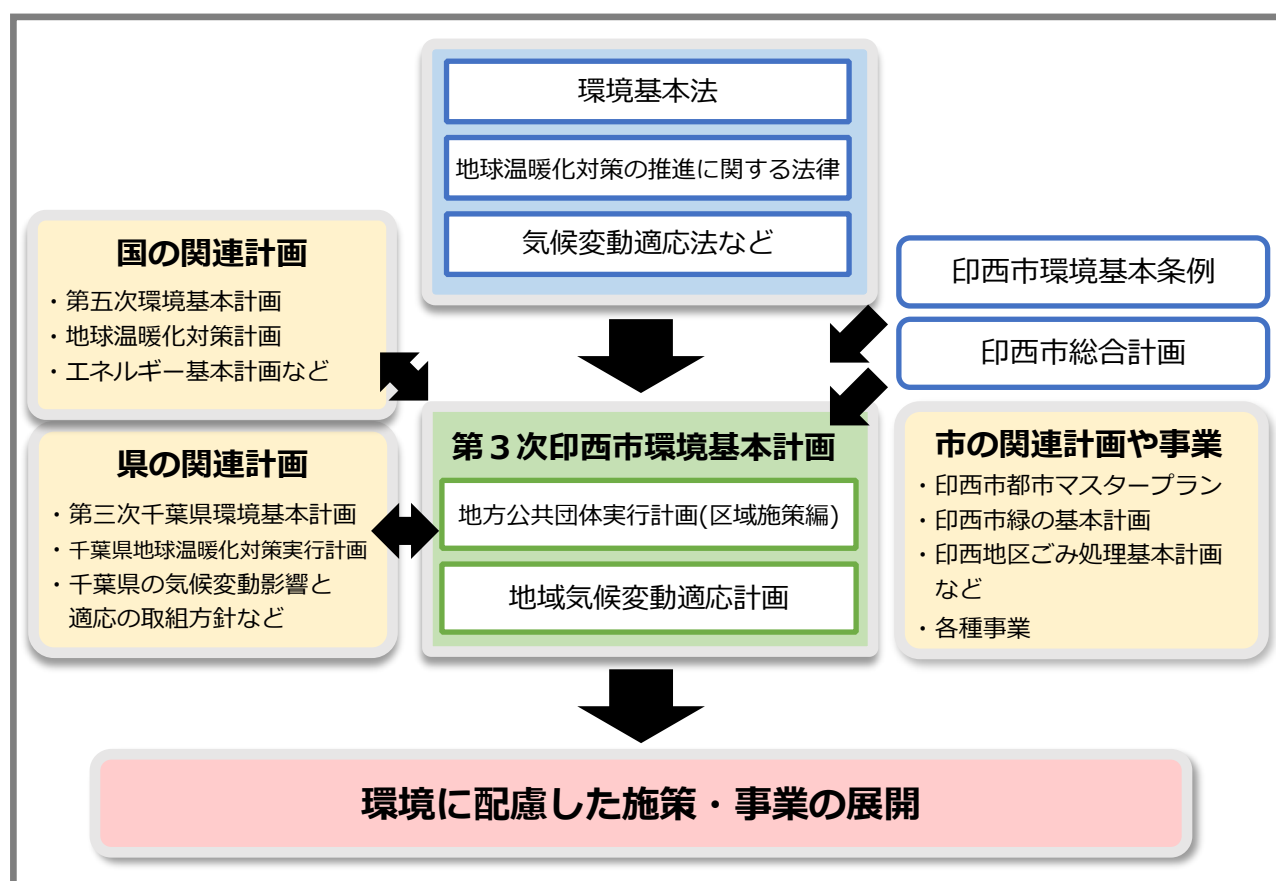 環境基本法
地球温暖化対策の推進に関する法律
気候変動適応法など
国の関連計画
・第五次環境基本計画
・地球温暖化対策計画
・エネルギー基本計画など
印西市環境基本条例
印西市総合計画
県の関連計画
・第三次千葉県環境基本計画
・千葉県地球温暖化対策実行計画
・千葉県の気候変動影響と
適応の取組方針など
第３次印西市環境基本計画
地方公共団体実行計画(区域施策編)
地域気候変動適応計画
市の関連計画や事業
・印西市都市マスタープラン
・印西市緑の基本計画
・印西地区ごみ処理基本計画
など
・各種事業
環境に配慮した施策・事業の展開